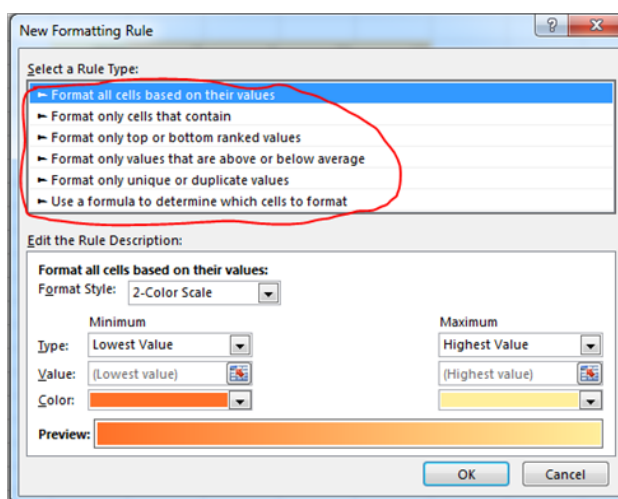 New Formatting Rule
Select a Rule Type:
► Format all cells based on their values
► Format only cells that contain
► Format only top or bottom ranked values
► Format only values that are above or below average
► Format only unique or duplicate values
► Use a formula to determine which cells to format
Edit the Rule Description:
Format all cells based on their values:
Format Style: 2-Color Scale
Minimum Maximum
Type: Lowest Value Highest Value
Value: (Lowest value) (Highest value)
Color:
Preview:
OK Cancel